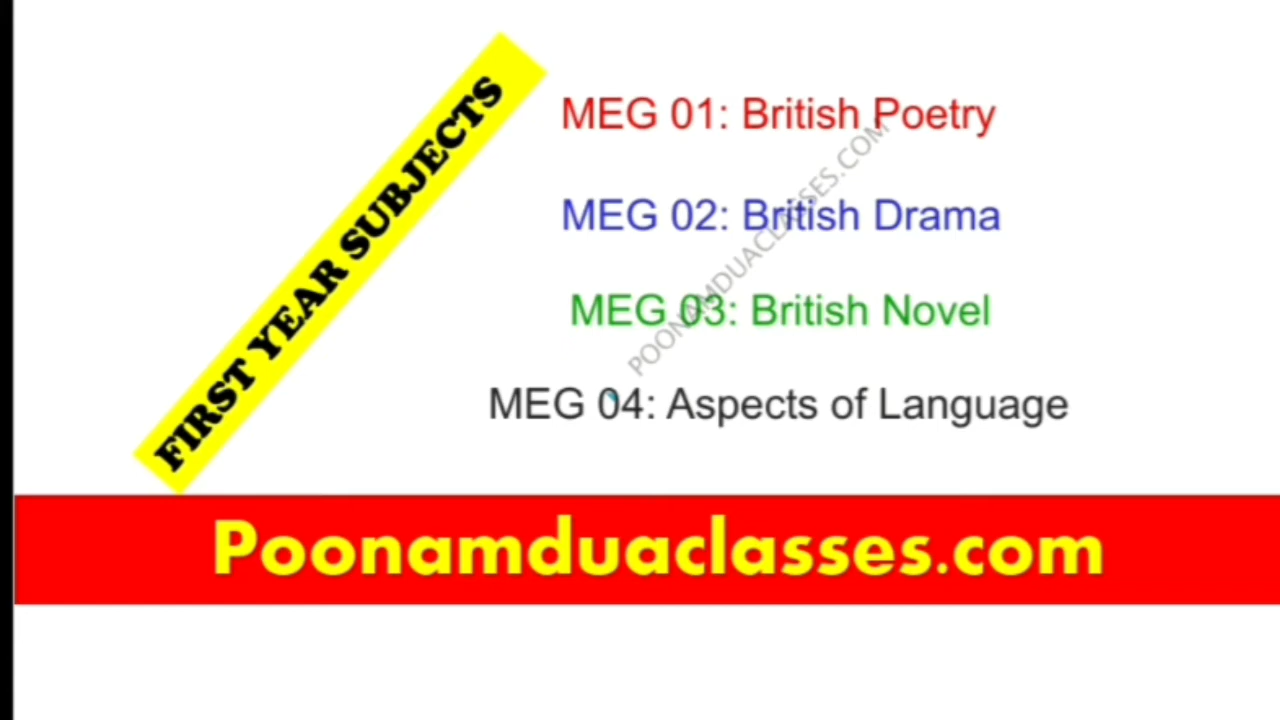 FIRST YEAR SUBJECTS
MEG 01: British Poetry
MEG 02: British Drama
MEG 03: British Novel
MEG 04: Aspects of Language
POONAMDUACLASSES.COM
Poonamduaclasses.com